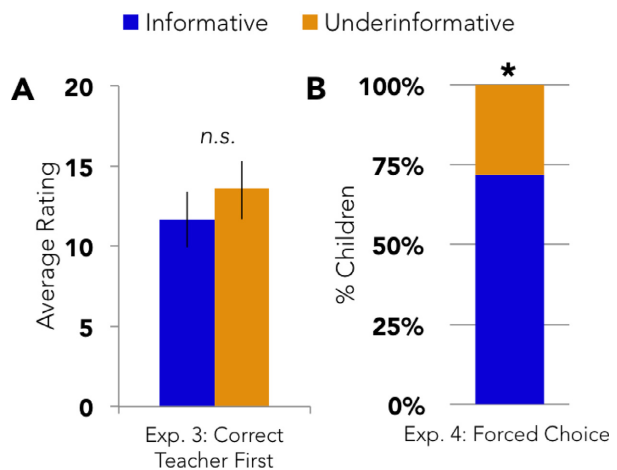 Informative Underinformative
A
20
15
10
5
0
Average Rating
n.s.
Exp. 3: Correct
Teacher First
B
100%
75%
50%
25%
0%
% Children
*
Exp. 4: Forced Choice